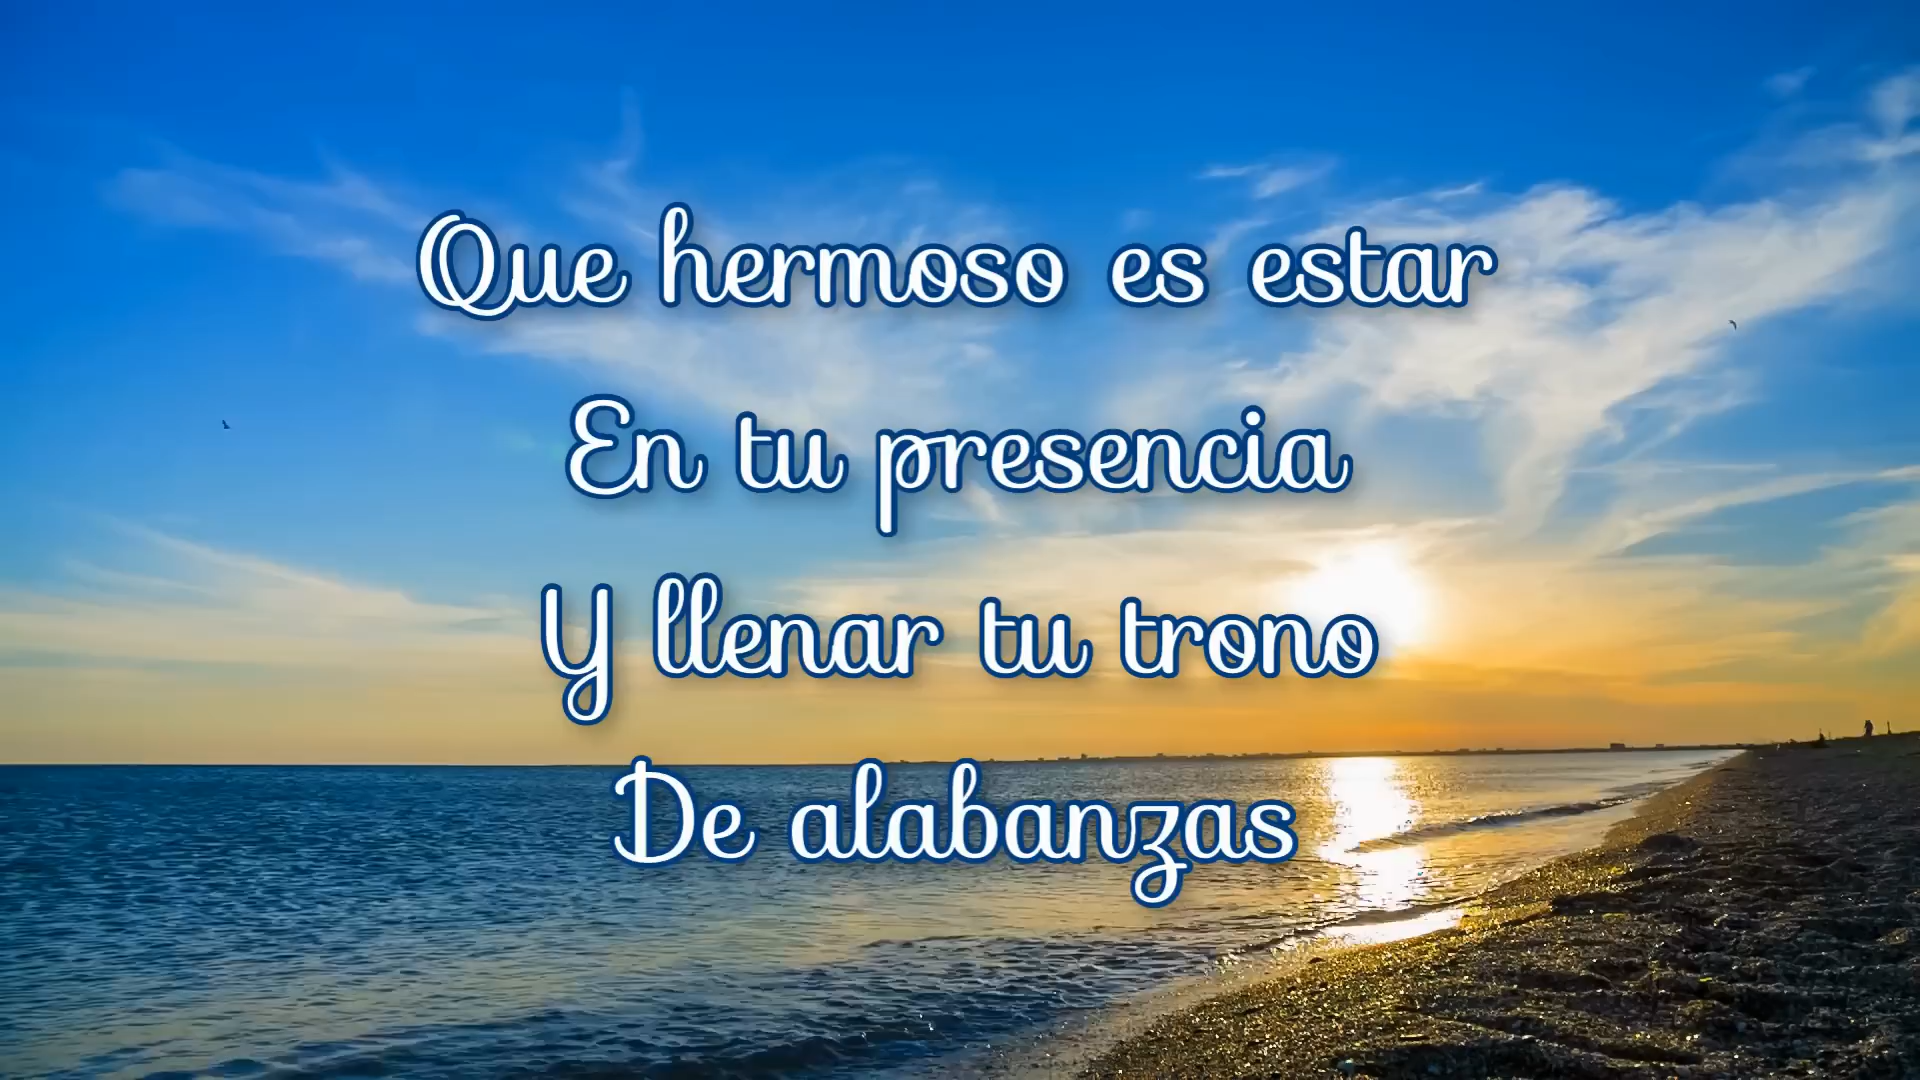 Que hermoso es estar
En tu presencia
Y llenar tu trono
De alabanzas